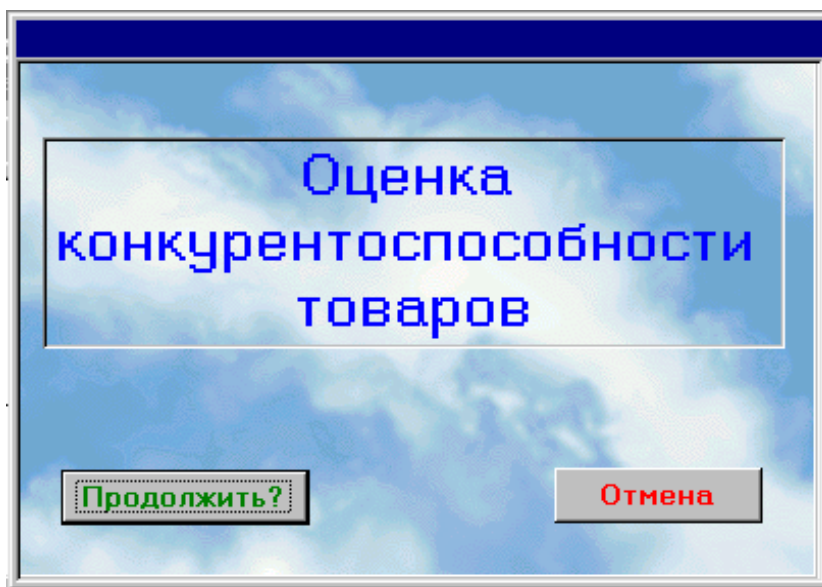 Оценка
конкурентоспособности
товаров
Продолжить?
Отмена